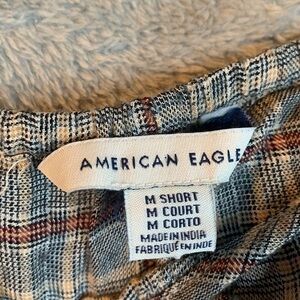 AMERICAN EAGLE
M SHORT
M COURT
M CORTO
MADE IN INDIA
FABRIQUÉ EN INDE